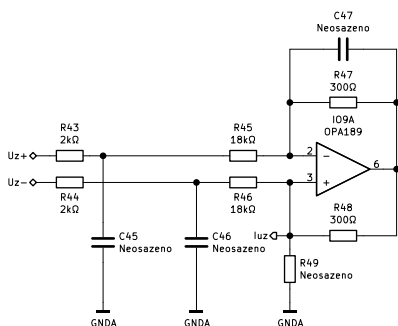 C47
Neosazeno
R47
300Ω
IO9A
OPA189
R43
2kΩ
R45
18kΩ
Uz+
2
-
6
Uz-
3
+
R44
2kΩ
R46
18kΩ
R48
300Ω
Iuz
C45
Neosazeno
C46
Neosazeno
R49
Neosazeno
GNDA
GNDA
GNDA